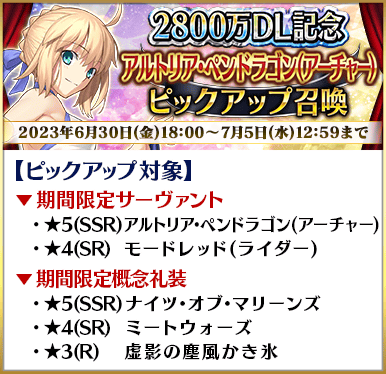 2800万DL記念
アルトリア・ペンドラゴン(アーチャー)
ピックアップ召喚
2023年6月30日(金)18:00～7月5日(水)12:59まで
【ピックアップ対象】
▼期間限定サーヴァント
・★5(SSR)アルトリア・ペンドラゴン(アーチャー)
・★4(SR) モードレッド(ライダー)
▼期間限定概念礼装
・★5(SSR)ナイツ・オブ・マリーンズ
・★4(SR) ミートウォーズ
・★3(R) 虚影の塵風かき氷